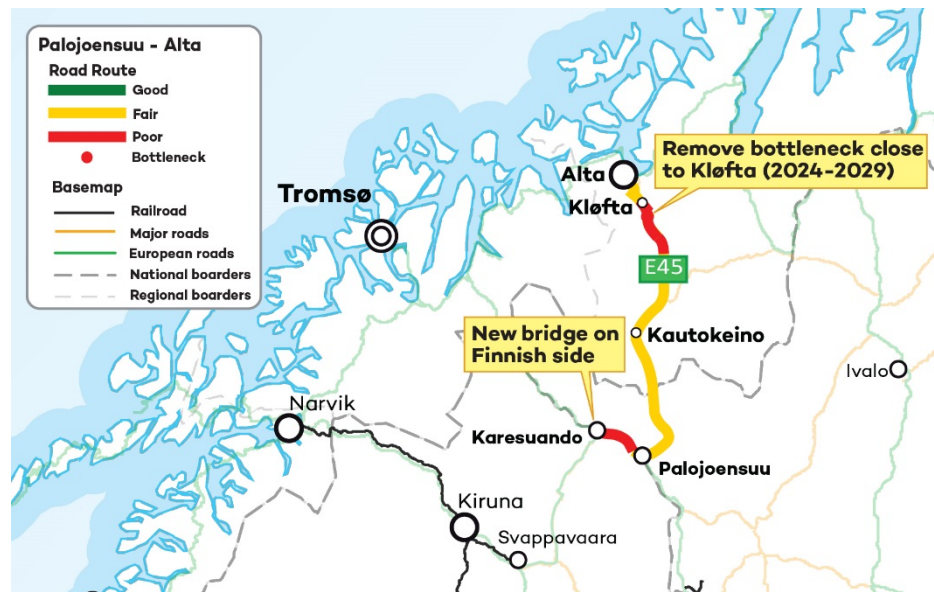 Palojoensuu - Alta
Road Route
Good
Fair
Poor
Bottleneck
Basemap
Railroad
Major roads
European roads
National boarders
Regional boarders
Remove bottleneck close
to Kløfta (2024-2029)
Alta
Kløfta
Tromsø
E45
New bridge on
Finnish side
Kautokeino
Ivalo
Narvik
Karesuando
Palojoensuu
Kiruna
Svappavaara